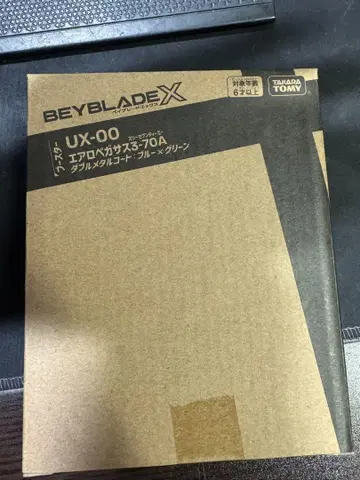 BEYBLADE X
ベイブレードエックス
対象年齢
6才以上
TAKARA
TOMY
ブースター
UX-00
スリーセブンティーエー
エアロペガサス3-70A
ダブルメタルコート:ブルー×グリーン